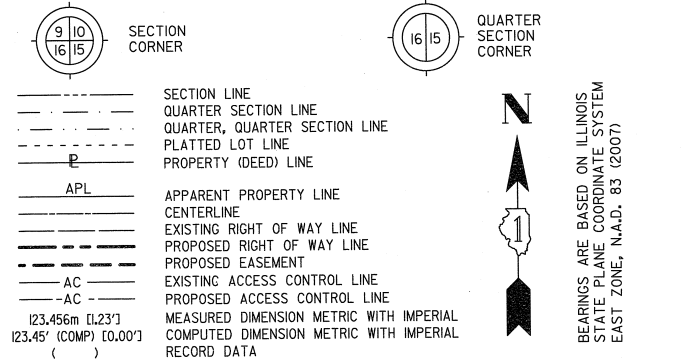 9 10
16 15
SECTION
CORNER
16 15
QUARTER
SECTION
CORNER
SECTION LINE
QUARTER SECTION LINE
QUARTER, QUARTER SECTION LINE
PLATTED LOT LINE
PL PROPERTY (DEED) LINE
APL APPARENT PROPERTY LINE
CENTERLINE
EXISTING RIGHT OF WAY LINE
PROPOSED RIGHT OF WAY LINE
PROPOSED EASEMENT
AC EXISTING ACCESS CONTROL LINE
AC PROPOSED ACCESS CONTROL LINE
123.456m [1.23'] MEASURED DIMENSION METRIC WITH IMPERIAL
123.45' (COMP) [0.00'] COMPUTED DIMENSION METRIC WITH IMPERIAL
( ) RECORD DATA
N
1
BEARINGS ARE BASED ON ILLINOIS
STATE PLANE COORDINATE SYSTEM
EAST ZONE, N.A.D. 83 (2007)